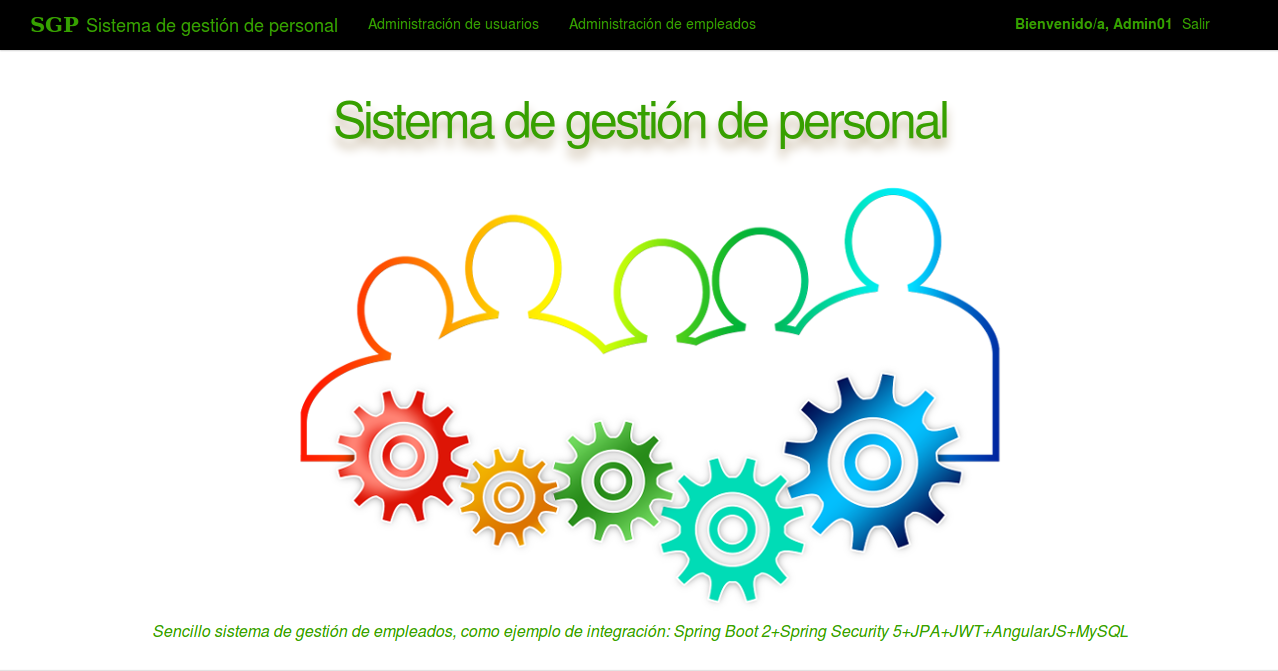 SGP Sistema de gestión de personal Administración de usuarios Administración de empleados Bienvenido/a, Admin01 Salir
Sistema de gestión de personal
Sencillo sistema de gestión de empleados, como ejemplo de integración: Spring Boot 2+Spring Security 5+JPA+JWT+AngularJS+MySQL